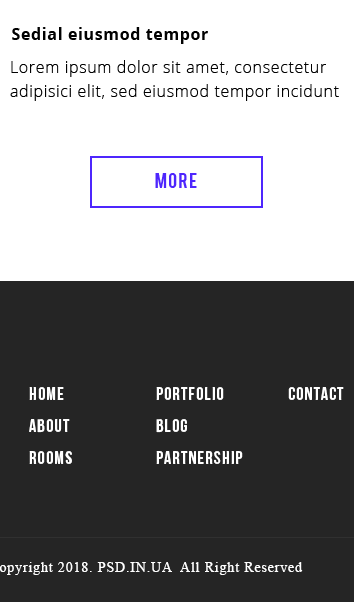 Sedial eiusmod tempor
Lorem ipsum dolor sit amet, consectetur
adipisici elit, sed eiusmod tempor incidunt
MORE
HOME PORTFOLIO CONTACT
ABOUT BLOG
ROOMS PARTNERSHIP
opyright 2018. PSD.IN.UA All Right Reserved